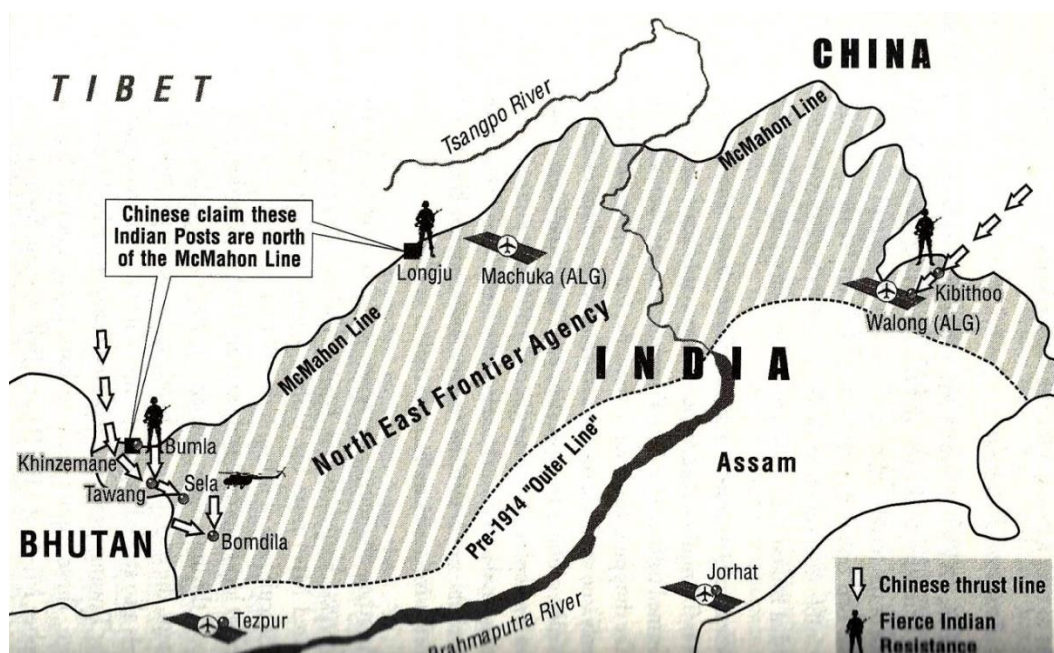 CHINA
TIBET
Tsangpo River
McMahon Line
Chinese claim these
Indian Posts are north
of the McMahon Line
Longju
Machuka (ALG)
Kibithoo
Walong (ALG)
McMahon Line
North East Frontier Agency
INDIA
Khinzemane
Bumla
Tawang
Sela
Pre-1914 "Outer Line"
Assam
BHUTAN
Bomdila
Jorhat
Tezpur
Brahmaputra River
Chinese thrust line
Fierce Indian
Resistance